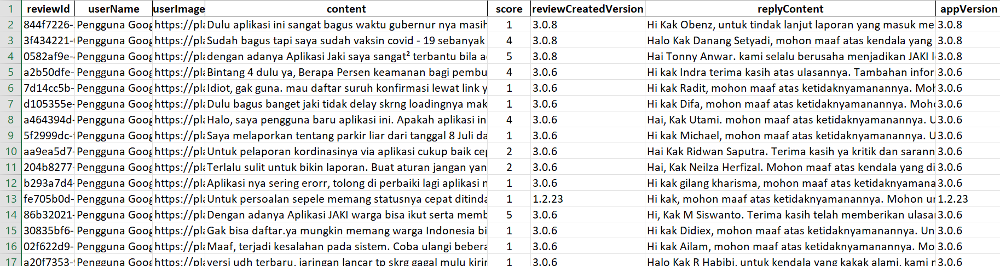 1 reviewId userName userImage content score reviewCreatedVersion replyContent appVersion
2 844f7226- Pengguna Goog https://pla Dulu aplikasi ini sangat bagus waktu gubernur nya masih 1 3.0.8 Hi Kak Obenz, untuk tindak lanjut laporan yang masuk me 3.0.8
3 3f434221- Pengguna Goog https://pla Sudah bagus tapi saya sudah vaksin covid - 19 sebanyak 4 3.0.8 Halo Kak Danang Setyadi, mohon maaf atas kendala yang 3.0.8
4 0582af9e- Pengguna Goog https://pla dengan adanya Aplikasi Jaki saya sangat² terbantu bila 5 3.0.8 Hai Tonny Anwar. kami selalu berusaha menjadikan JAKI 3.0.8
5 a2b50dfe- Pengguna Goog https://pla Bintang 4 dulu ya, Berapa Persen keamanan bagi pembu 4 3.0.6 Hi kak Indra terima kasih atas ulasannya. Tambahan infor 3.0.6
6 7d14cc5b- Pengguna Goog https://pla Idiot, gak guna. mau daftar suruh konfirmasi lewat link y 1 3.0.6 Hi kak Radit, mohon maaf atas ketidaknyamanannya. Moh 3.0.6
7 d105355e- Pengguna Goog https://pla Dulu bagus banget jaki tidak delay skrng loadingnya mak 1 3.0.6 Hi kak Difa, mohon maaf atas ketidaknyamanannya. Moho 3.0.6
8 a464394d- Pengguna Goog https://pla Halo, saya pengguna baru aplikasi ini. Apakah aplikasi in 4 3.0.6 Hai, Kak Utami. mohon maaf atas ketidaknyamanannya. U 3.0.6
9 5f2999dc- Pengguna Goog https://pla Saya melaporkan tentang parkir liar dari tanggal 8 Juli da 1 3.0.6 Hi kak Michael, mohon maaf atas ketidaknyamanannya. U 3.0.6
10 aa9ea5d7- Pengguna Goog https://pla Untuk pelaporan kordinasinya via aplikasi cukup baik cep 2 3.0.6 Hai Kak Ridwan Saputra. Terima kasih ya kritik dan sarann 3.0.6
11 204b8277- Pengguna Goog https://pla Terlalu sulit untuk bikin laporan. Buat aturan jangan yan 2 3.0.6 Hai, Kak Neilza Herfizal. Mohon maaf atas kendala yang di 3.0.6
12 b293a7d4- Pengguna Goog https://pla Aplikasi nya sering erorr, tolong di perbaiki lagi aplikasi 1 3.0.6 Hi kak gilang kharisma, mohon maaf atas ketidaknyamana 3.0.6
13 fe705b0d- Pengguna Goog https://pla Untuk persoalan sepele memang statusnya cepat ditinda 1 1.2.23 Hi kak, mohon maaf atas ketidaknyamanannya. Mohon un 1.2.23
14 86b32021- Pengguna Goog https://pla Dengan adanya Aplikasi JAKI warga bisa ikut serta memb 5 3.0.6 Hi, Kak M Siswanto. Terima kasih telah memberikan ulasa 3.0.6
15 30835bf6- Pengguna Goog https://pla Gak bisa daftar.ya mungkin memang warga Indonesia bi 1 3.0.6 Hi kak Didiex, mohon maaf atas ketidaknyamanannya. Un 3.0.6
16 02f622d9- Pengguna Goog https://pla Maaf, terjadi kesalahan pada sistem. Coba ulangi bebera 1 3.0.6 Hi kak Ailam, mohon maaf atas ketidaknyamanannya. Mo 3.0.6
17 a20f7353- Pengguna Goog https://pla versi udh terbaru, jaringan lancar tp skrg gagal mulu kirir 1 3.0.6 Halo Kak R Habibi, untuk kendala yang kakak alami, kami 3.0.6